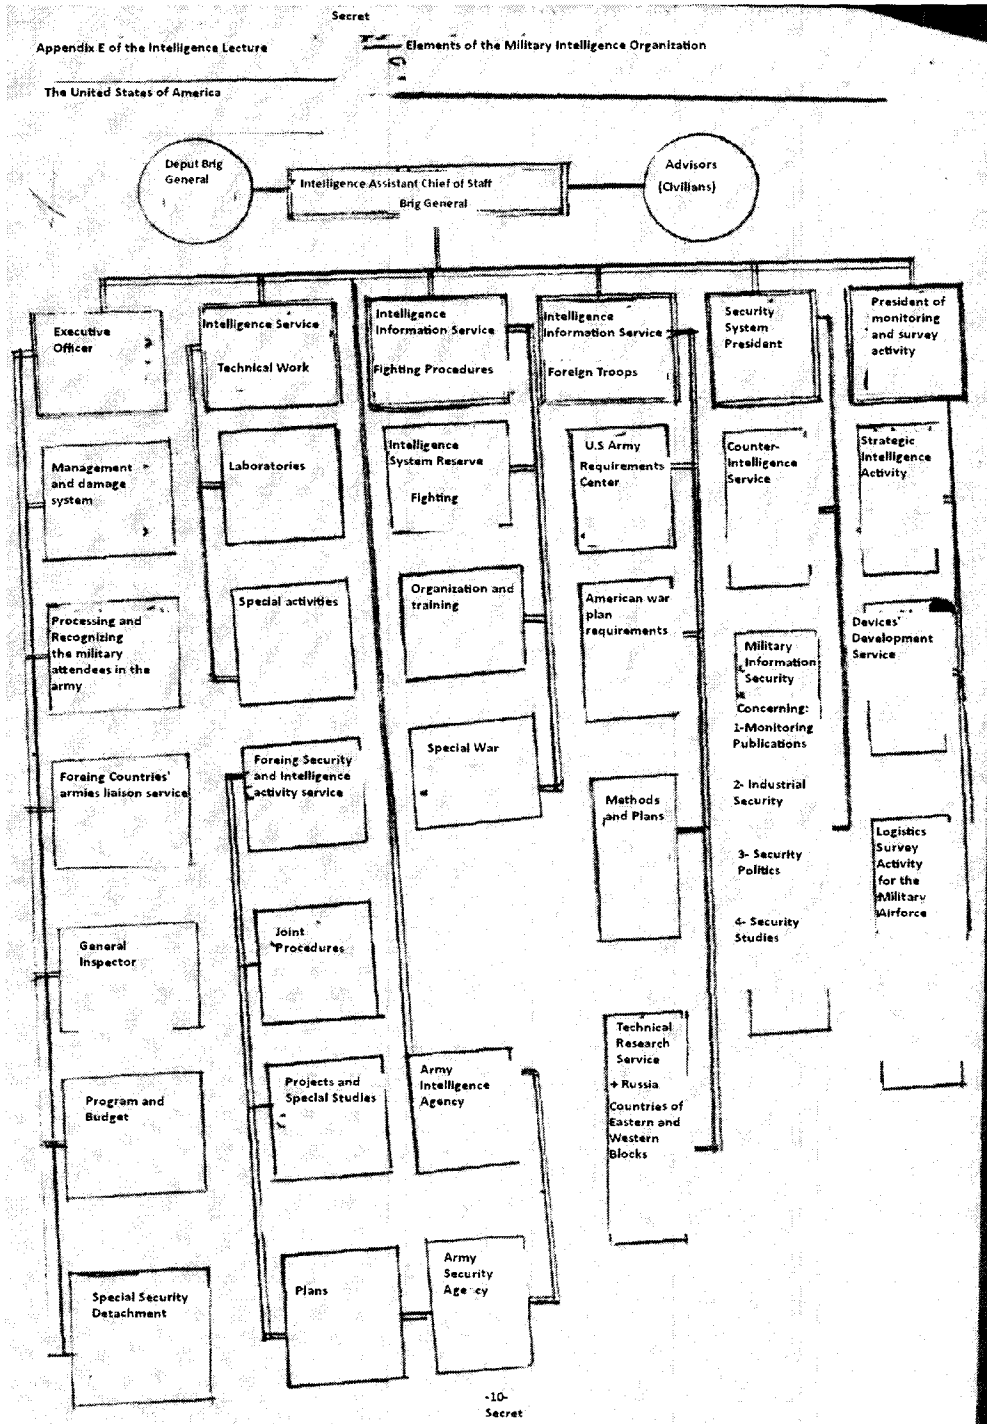 Secret
Appendix E of the Intelligence Lecture
Elements of the Military Intelligence Organization
The United States of America
Deput Brig
General
Intelligence Assistant Chief of Staff
Brig General
Advisors
(Civilians)
Executive
Officer
Management
and damage
system
Processing and
Recognizing
the military
attendees in the
army
Foreing Countries'
armies liaison service
General
Inspector
Program and
Budget
Special Security
Detachment
Intelligence Service
Technical Work
Laboratories
Special activities
Foreing Security
and Intelligence
activity service
Joint
Procedures
Projects and
Special Studies
Plans
Intelligence
Information Service
Fighting Procedures
Intelligence
System Reserve
Fighting
Organization and
training
Special War
Army
Intelligence
Agency
Army
Security
Agency
Intelligence
Information Service
Foreign Troops
U.S Army
Requirements
Center
American war
plan
requirements
Methods
and Plans
Technical
Research
Service
+ Russia
Countries of
Eastern and
Western
Blocks
Security
System
President
Counter-
Intelligence
Service
Military
Information
Security
Concerning:
1-Monitoring
Publications
2- Industrial
Security
3- Security
Politics
4- Security
Studies
President of
monitoring
and survey
activity
Strategic
Intelligence
Activity
Devices'
Development
Service
Logistics
Survey
Activity
for the
Military
Airforce
-10-
Secret